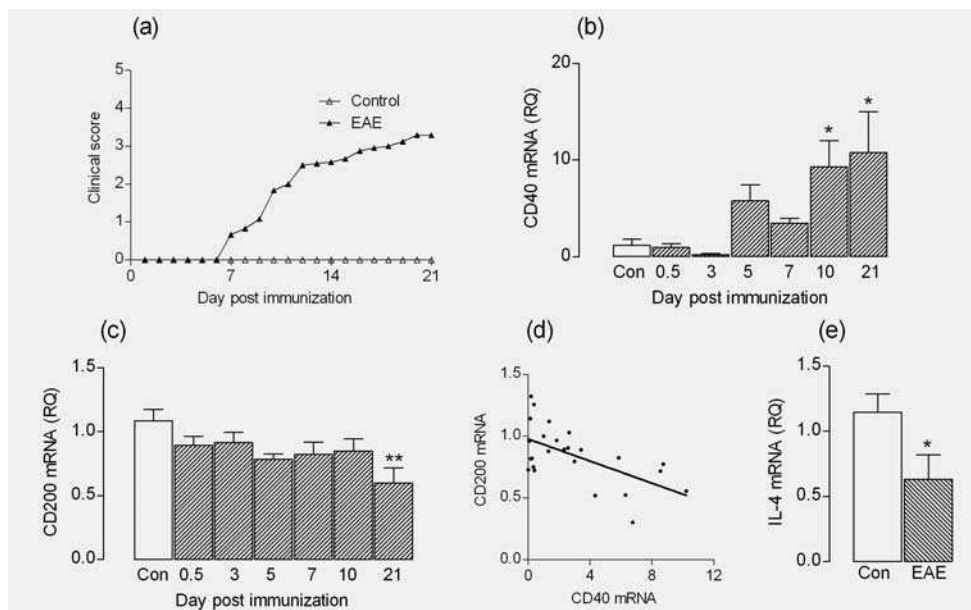 (a)
5
4
3
2
1
0
Clinical score
Control
EAE
0 7 14 21
Day post immunization
(b)
20
10
0
CD40 mRNA (RQ)
* *
Con 0.5 3 5 7 10 21
Day post immunization
(c)
1.5
1.0
0.5
0.0
CD200 mRNA (RQ)
**
Con 0.5 3 5 7 10 21
Day post immunization
(d)
1.5
1.0
0.5
0.0
CD200 mRNA
0 4 8 12
CD40 mRNA
(e)
1.5
1.0
0.5
0.0
IL-4 mRNA (RQ)
*
Con EAE